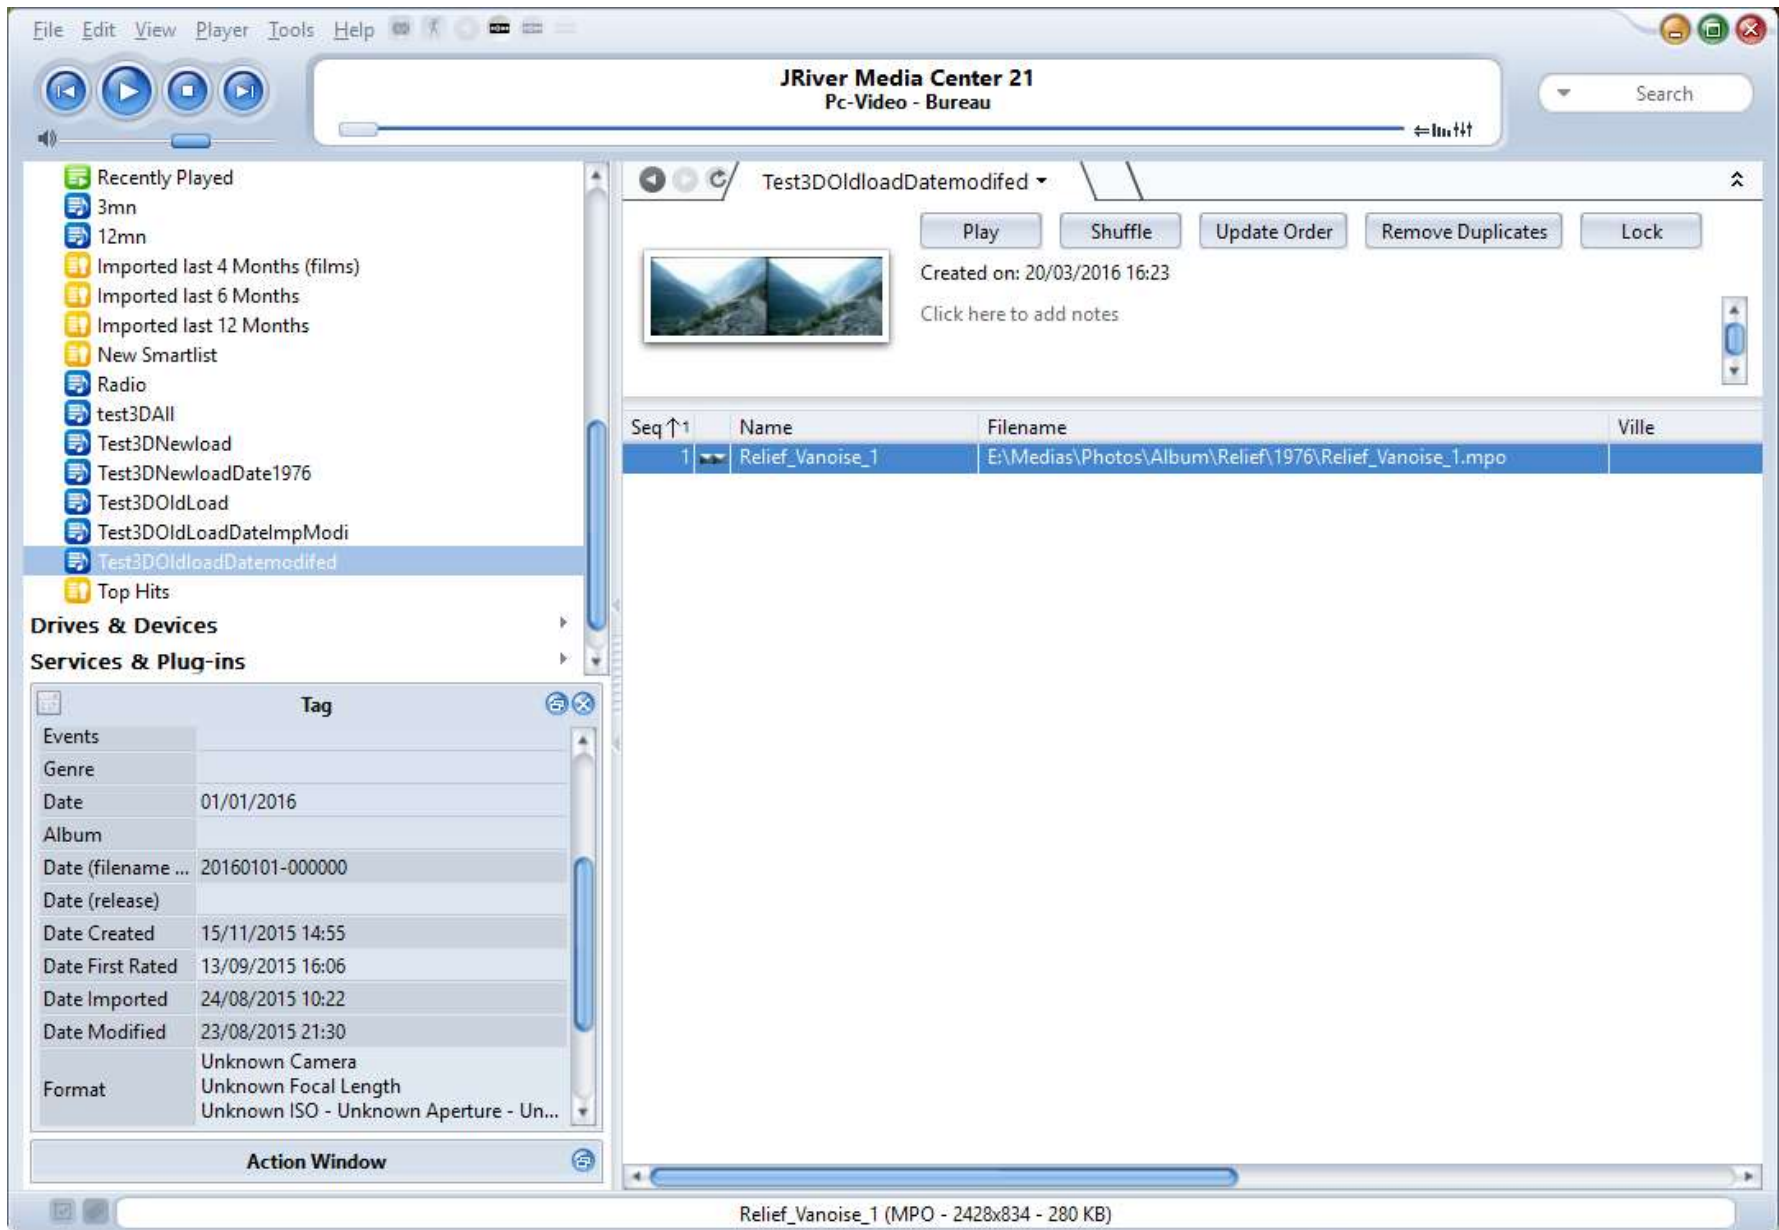 File Edit View Player Tools Help
JRiver Media Center 21
Pc-Video - Bureau
Search
Recently Played
3mn
12mn
Imported last 4 Months (films)
Imported last 6 Months
Imported last 12 Months
New Smartlist
Radio
test3DAll
Test3DNewload
Test3DNewloadDate1976
Test3DOldLoad
Test3DOldLoadDateImpModi
Test3DOldloadDatemodifed
Top Hits
Drives & Devices
Services & Plug-ins
Tag
Events
Genre
Date 01/01/2016
Album
Date (filename ... 20160101-000000
Date (release)
Date Created 15/11/2015 14:55
Date First Rated 13/09/2015 16:06
Date Imported 24/08/2015 10:22
Date Modified 23/08/2015 21:30
Format
Unknown Camera
Unknown Focal Length
Unknown ISO - Unknown Aperture - Un...
Action Window
Test3DOldloadDatemodifed
Play Shuffle Update Order Remove Duplicates Lock
Created on: 20/03/2016 16:23
Click here to add notes
Seq 1 Name Filename Ville
1 Relief_Vanoise_1 E:\Medias\Photos\Album\Relief\1976\Relief_Vanoise_1.mpo
Relief_Vanoise_1 (MPO - 2428x834 - 280 KB)